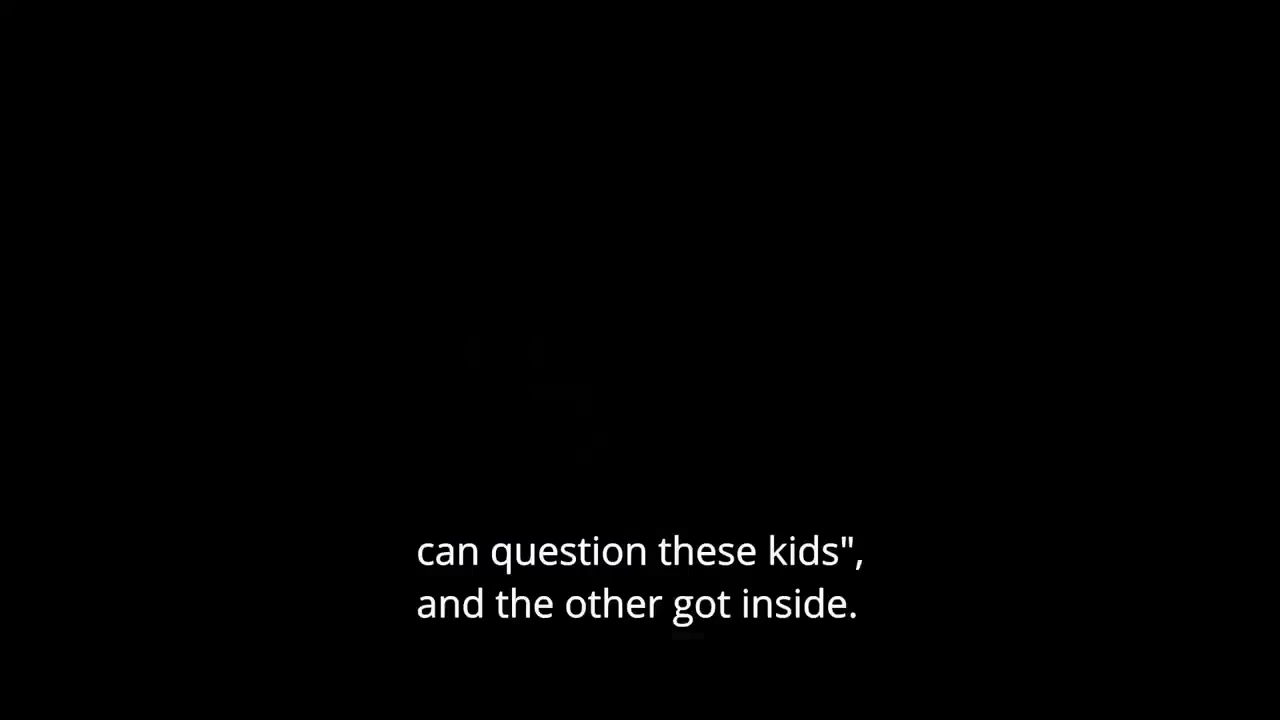 can question these kids",
and the other got inside.